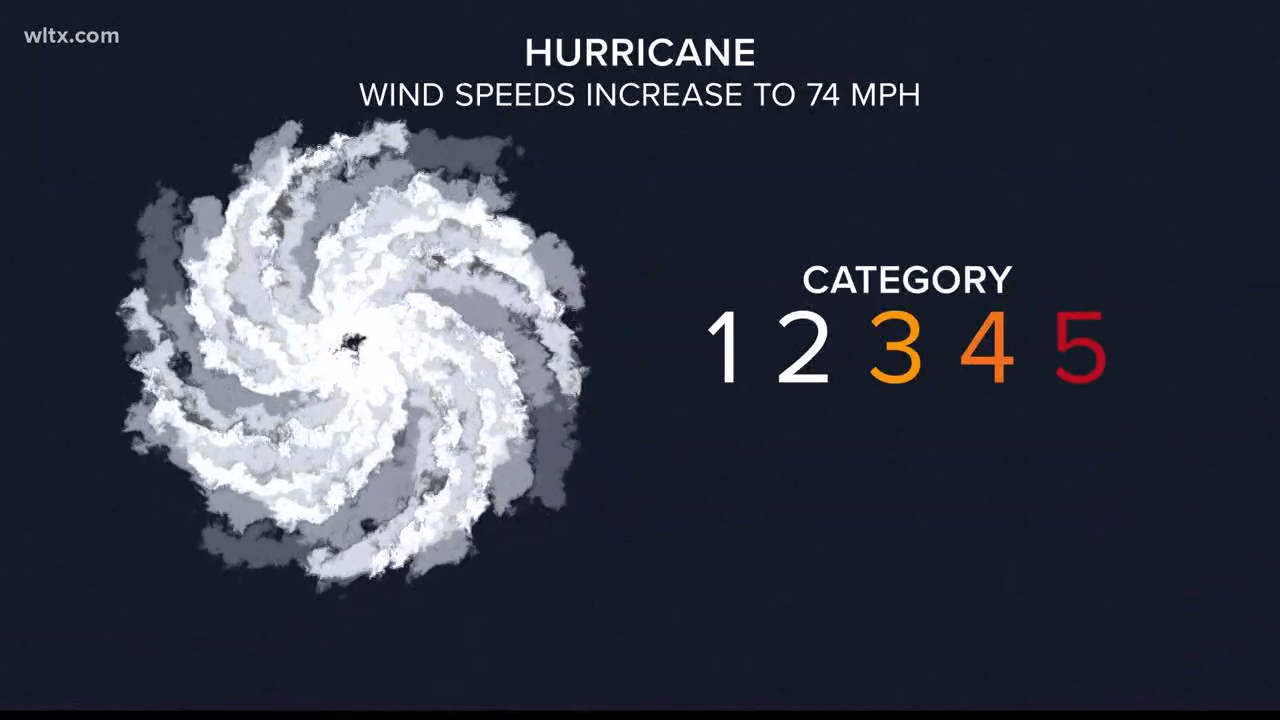 wltx.com
HURRICANE
WIND SPEEDS INCREASE TO 74 MPH
CATEGORY
1 2 3 4 5